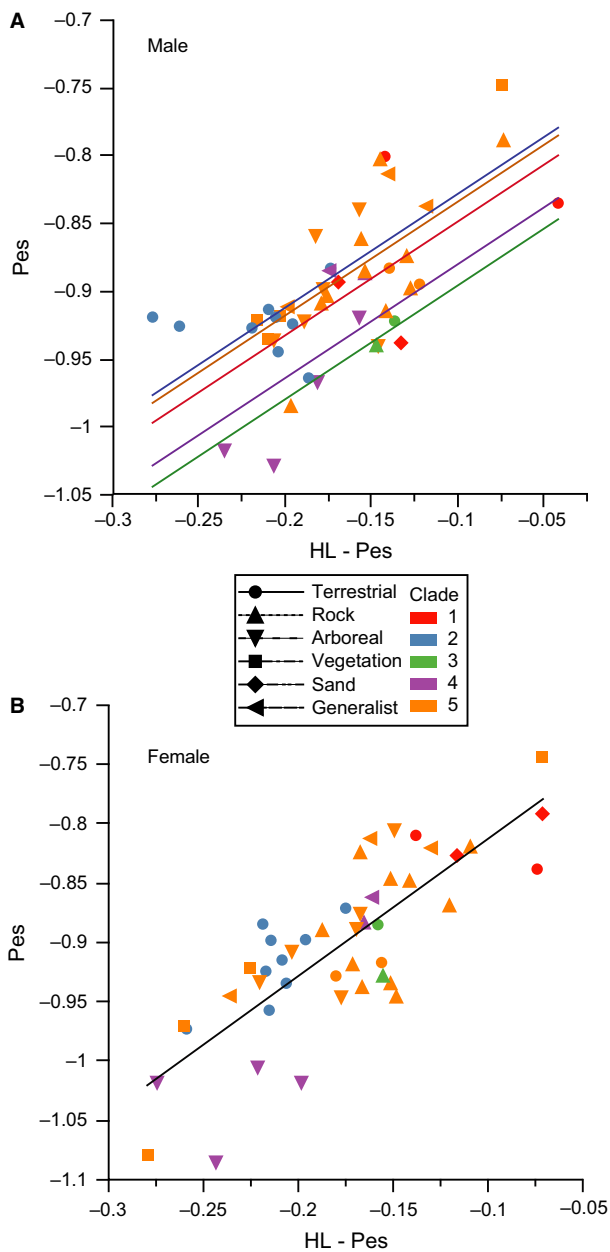 A
Male
–0.7
–0.75
–0.8
–0.85
–0.9
–0.95
–1
–1.05
Pes
–0.3
–0.25
–0.2
–0.15
–0.1
–0.05
HL - Pes
Terrestrial
Rock
Arboreal
Vegetation
Sand
Generalist
Clade
1
2
3
4
5
B
Female
–0.7
–0.75
–0.8
–0.85
–0.9
–0.95
–1
–1.05
–1.1
Pes
–0.3
–0.25
–0.2
–0.15
–0.1
–0.05
HL - Pes